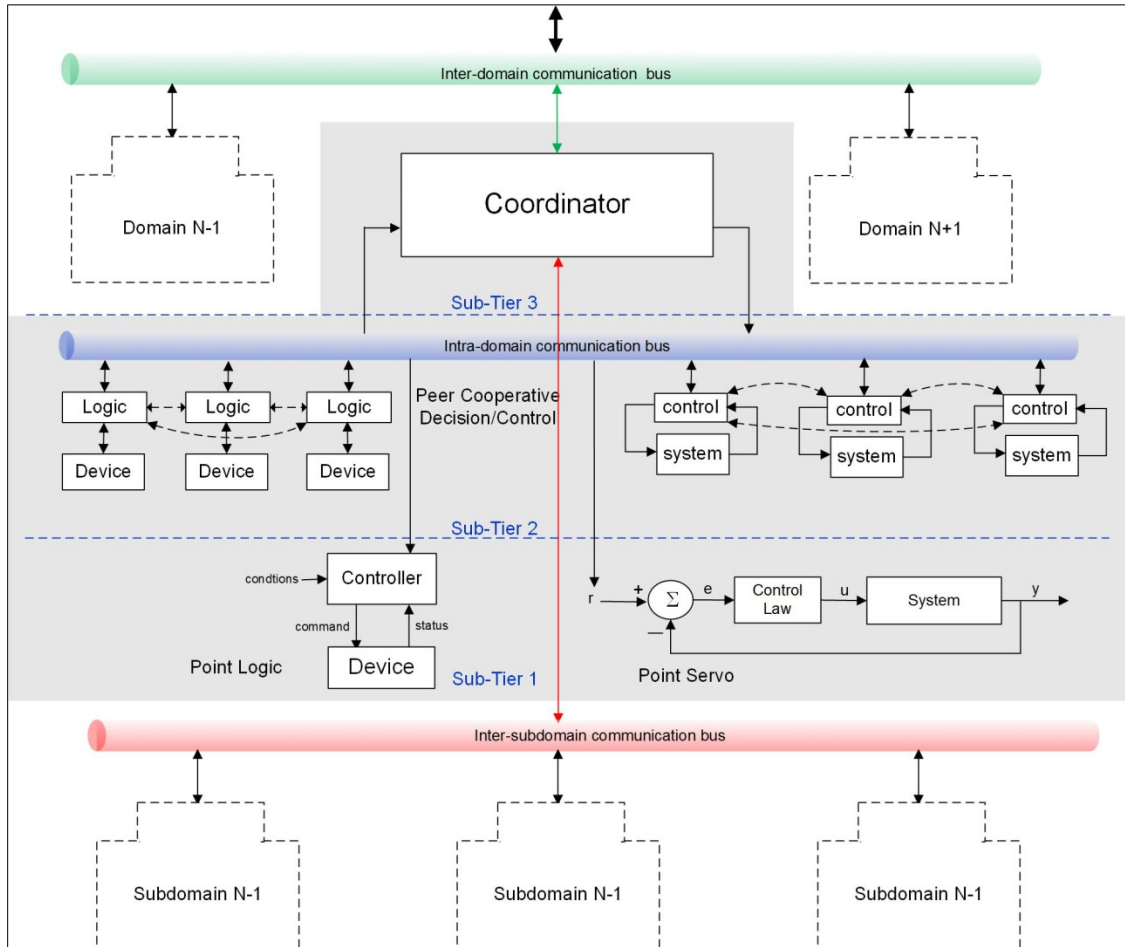 Inter-domain communication bus
Domain N-1
Coordinator
Domain N+1
Sub-Tier 3
Intra-domain communication bus
Logic
Logic
Logic
Peer Cooperative
Decision/Control
control
control
control
Device
Device
Device
system
system
system
Sub-Tier 2
condtions
Controller
command
status
Device
Point Logic
Sub-Tier 1
r
+
Σ
—
e
Control
Law
u
System
y
Point Servo
Inter-subdomain communication bus
Subdomain N-1
Subdomain N-1
Subdomain N-1